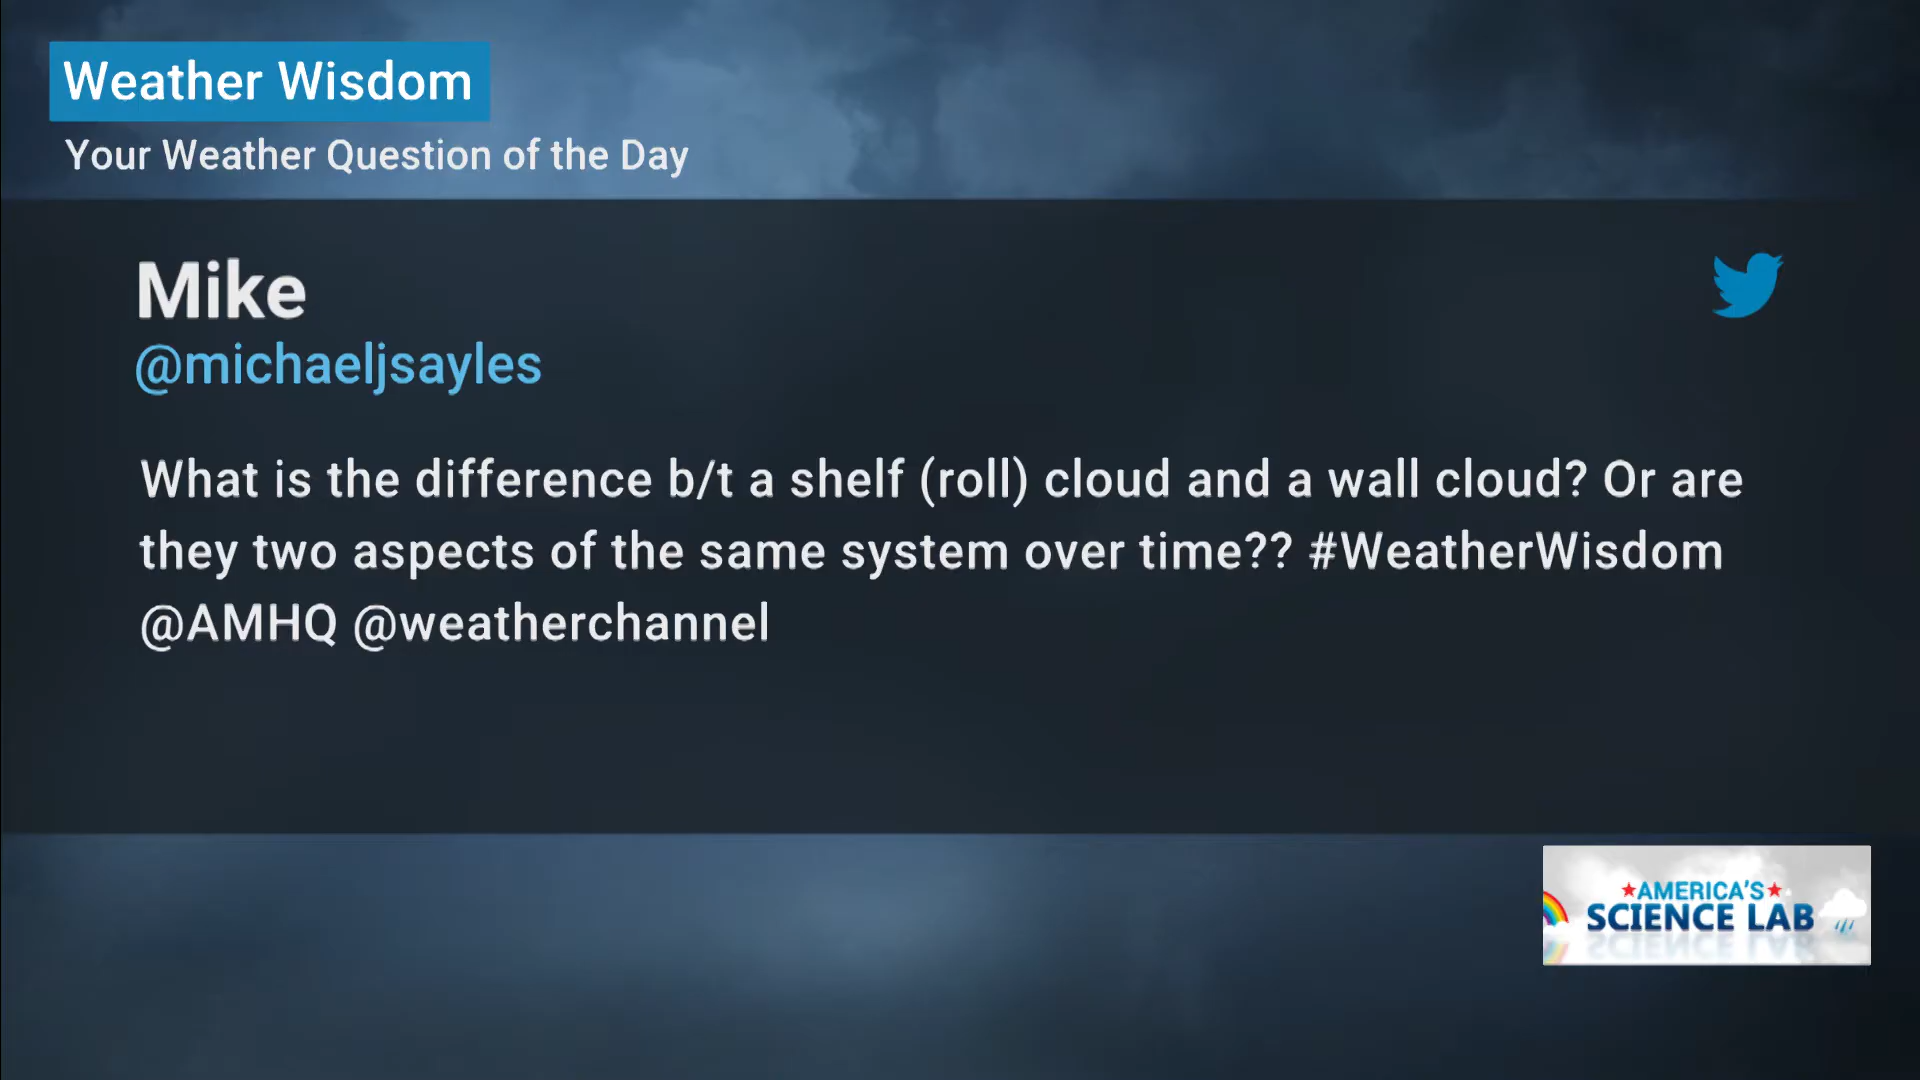 Weather Wisdom
Your Weather Question of the Day
Mike
@michaeljsayles
What is the difference b/t a shelf (roll) cloud and a wall cloud? Or are
they two aspects of the same system over time?? #WeatherWisdom
@AMHQ @weatherchannel
AMERICA'S
SCIENCE LAB